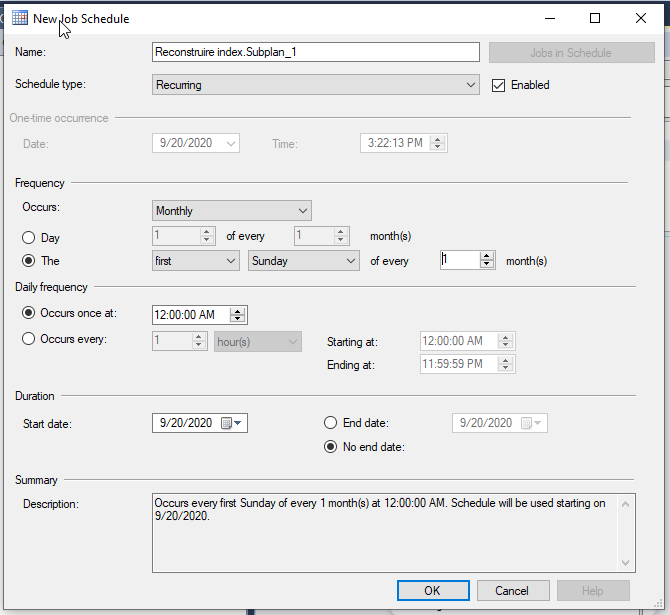 New Job Schedule
Name: Reconstruire index.Subplan_1 Jobs in Schedule
Schedule type: Recurring Enabled
One-time occurrence
Date: 9/20/2020 Time: 3:22:13 PM
Frequency
Occurs: Monthly
Day 1 of every 1 month(s)
The first Sunday of every 1 month(s)
Daily frequency
Occurs once at: 12:00:00 AM
Occurs every: 1 hour(s) Starting at: 12:00:00 AM
Ending at: 11:59:59 PM
Duration
Start date: 9/20/2020 End date: 9/20/2020
No end date:
Summary
Description: Occurs every first Sunday of every 1 month(s) at 12:00:00 AM. Schedule will be used starting on
9/20/2020.
OK Cancel Help